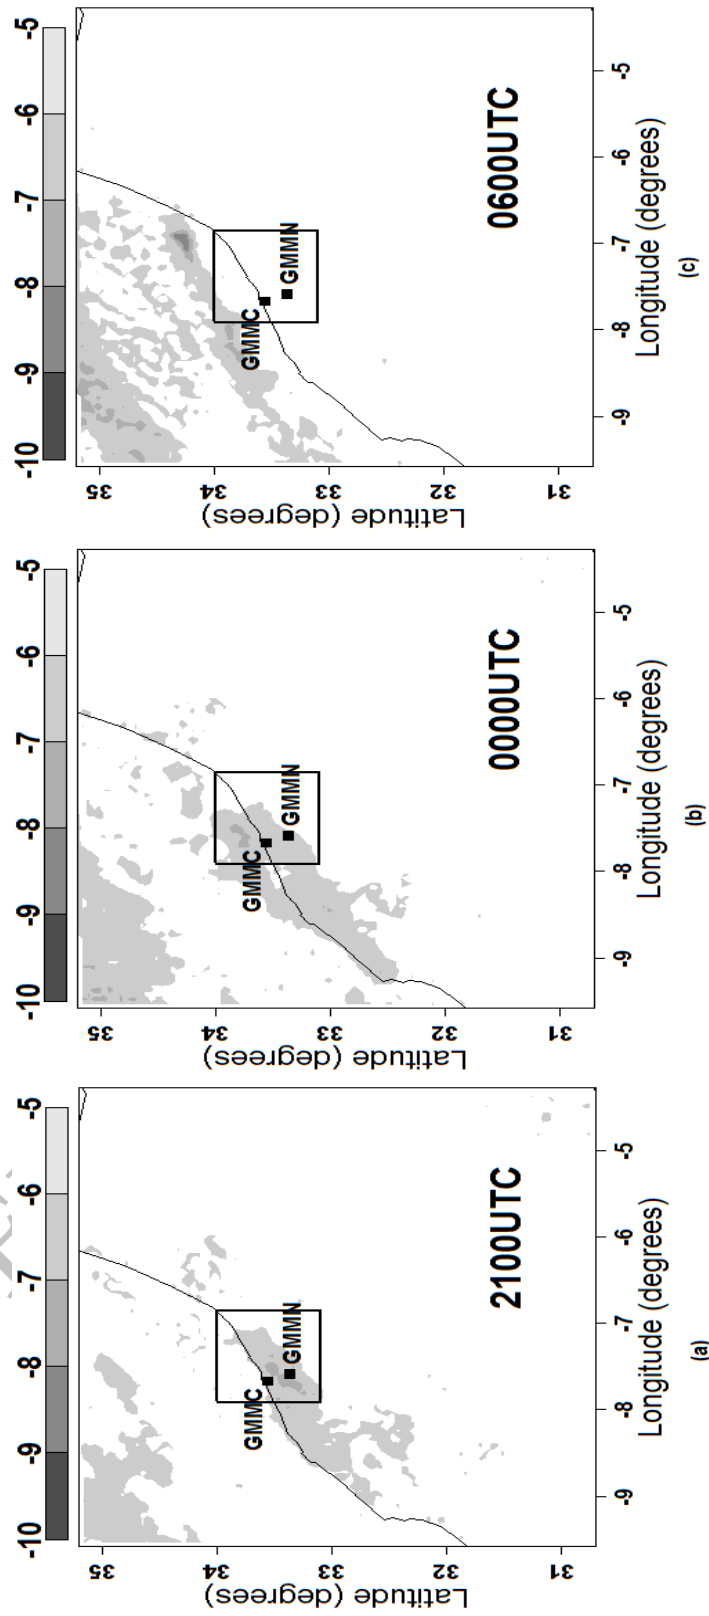 -10 -9 -8 -7 -6 -5
35
34
33
32
31
Latitude (degrees)
GMMC
GMMN
2100UTC
-9 -8 -7 -6 -5
Longitude (degrees)
(a)
-10 -9 -8 -7 -6 -5
35
34
33
32
31
Latitude (degrees)
GMMC
GMMN
0000UTC
-9 -8 -7 -6 -5
Longitude (degrees)
(b)
-10 -9 -8 -7 -6 -5
35
34
33
32
31
Latitude (degrees)
GMMC
GMMN
0600UTC
-9 -8 -7 -6 -5
Longitude (degrees)
(c)